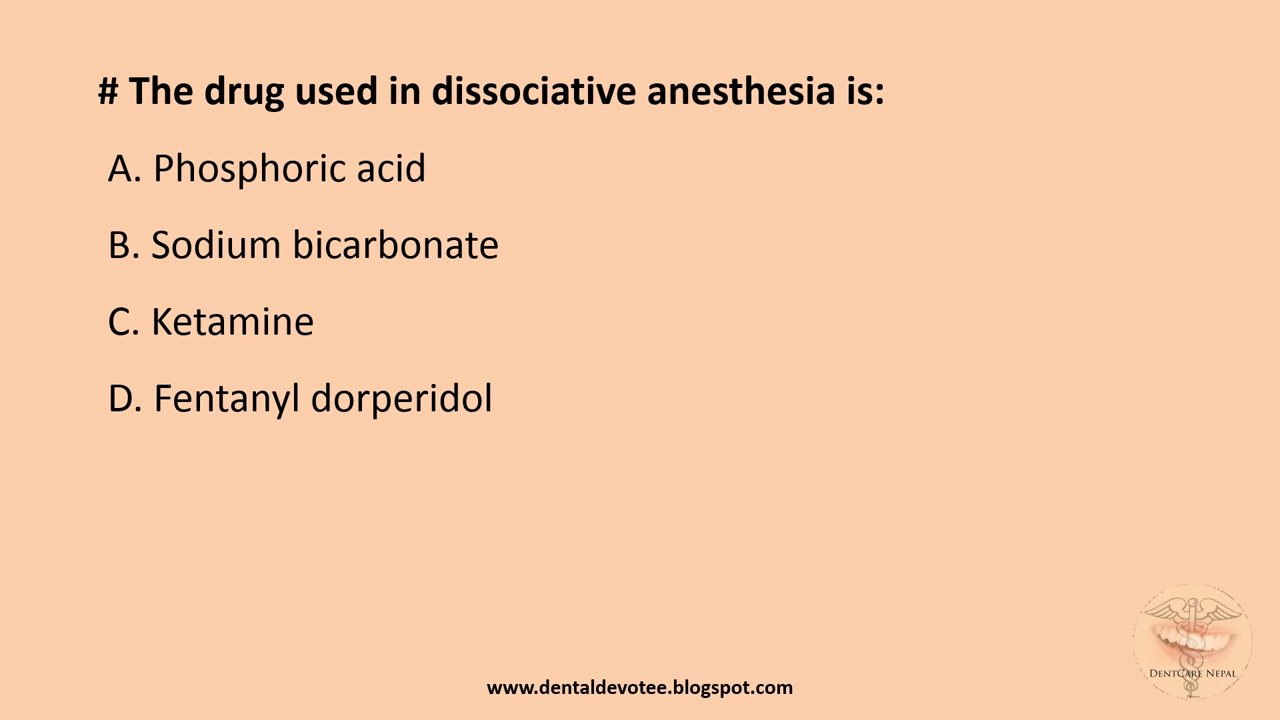 # The drug used in dissociative anesthesia is:
A. Phosphoric acid
B. Sodium bicarbonate
C. Ketamine
D. Fentanyl dorperidol
DentCare Nepal
www.dentaldevotee.blogspot.com